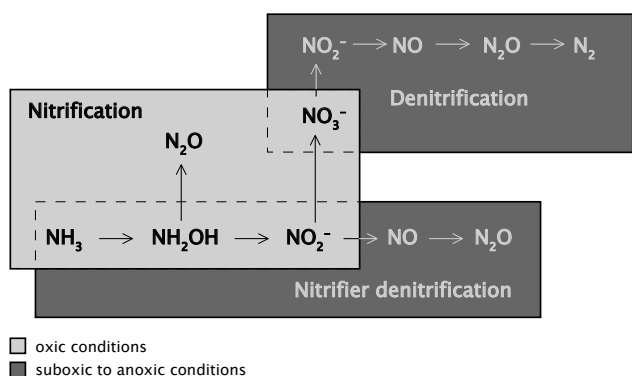 NO₂⁻ → NO → N₂O → N₂
Denitrification
Nitrification
NO₃⁻
N₂O
NH₃ → NH₂OH → NO₂⁻ → NO → N₂O
Nitrifier denitrification
oxic conditions
suboxic to anoxic conditions